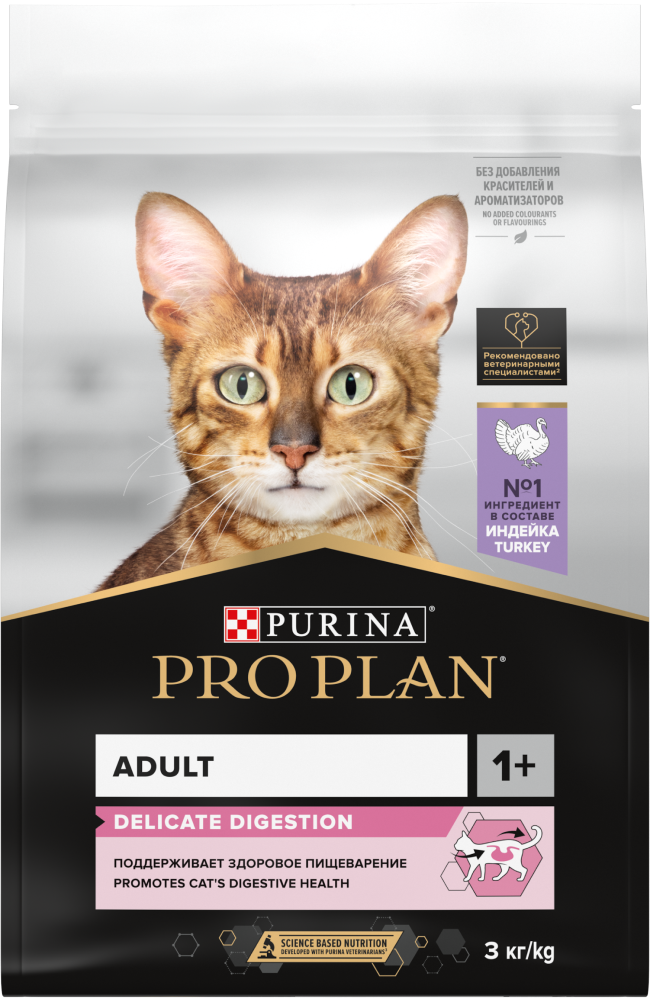 БЕЗ ДОБАВЛЕНИЯ
КРАСИТЕЛЕЙ И
АРОМАТИЗАТОРОВ
NO ADDED COLOURANTS
OR FLAVOURINGS
Рекомендовано
ветеринарными
специалистами²
№1
ИНГРЕДИЕНТ
В СОСТАВЕ
ИНДЕЙКА
TURKEY
PURINA®
PRO PLAN®
ADULT
1+
DELICATE DIGESTION
ПОДДЕРЖИВАЕТ ЗДОРОВОЕ ПИЩЕВАРЕНИЕ
PROMOTES CAT'S DIGESTIVE HEALTH
SCIENCE BASED NUTRITION
DEVELOPED WITH PURINA VETERINARIANS¹
3 кг/kg